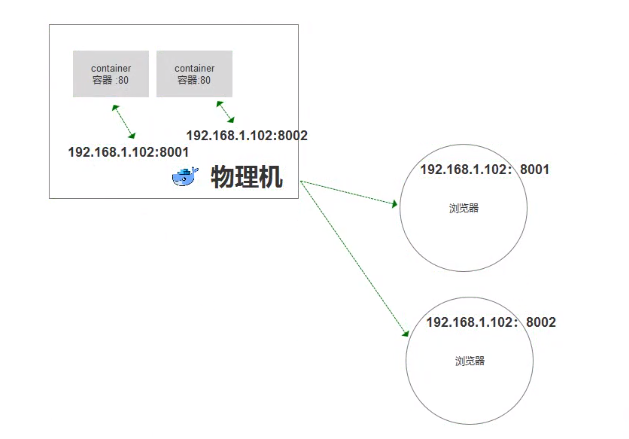 container
容器 :80
container
容器:80
192.168.1.102:8002
192.168.1.102:8001
物理机
192.168.1.102：8001
浏览器
192.168.1.102：8002
浏览器